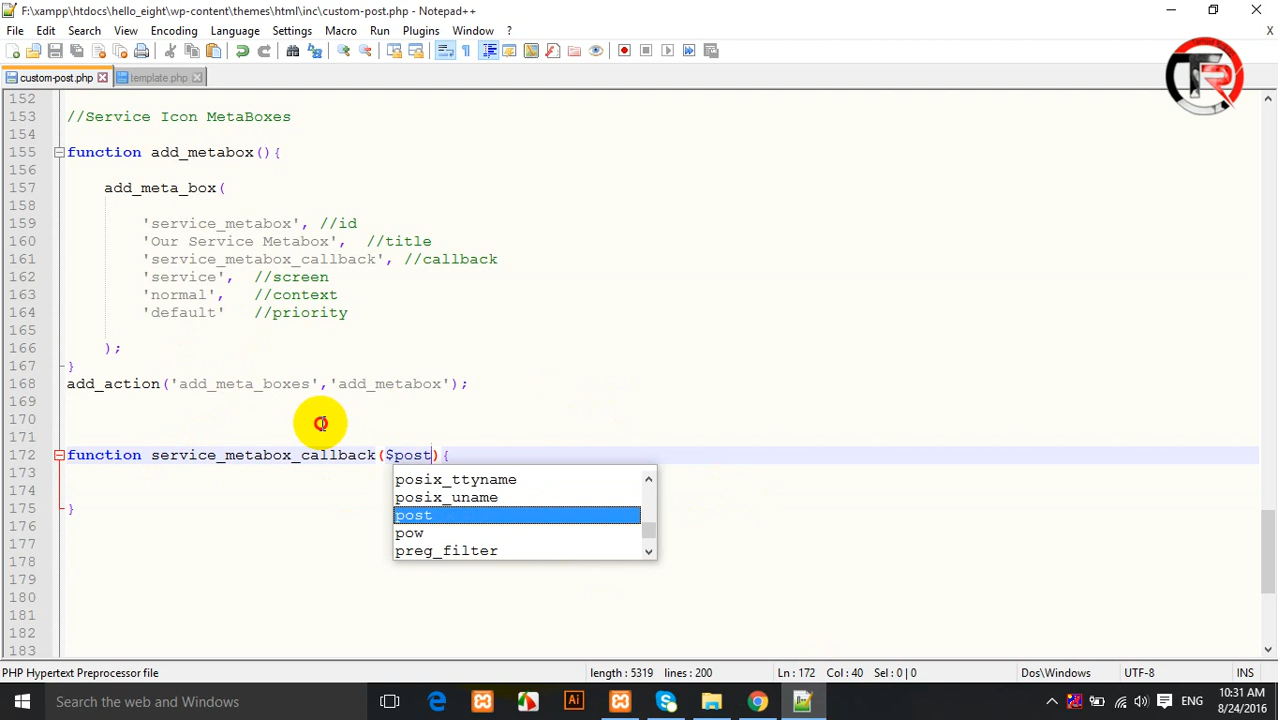 F:\xampp\htdocs\hello_eight\wp-content\themes\html\inc\custom-post.php - Notepad++
File Edit Search View Encoding Language Settings Macro Run Plugins Window ? X
custom-post.php template.php
TR
152
153 //Service Icon MetaBoxes
154
155 function add_metabox(){
156
157 add_meta_box(
158
159 'service_metabox', //id
160 'Our Service Metabox', //title
161 'service_metabox_callback', //callback
162 'service', //screen
163 'normal', //context
164 'default' //priority
165
166 );
167 }
168 add_action('add_meta_boxes','add_metabox');
169
170
171
172 function service_metabox_callback($post){
173
posix_ttyname
174
posix_uname
175 }
post
176
pow
177
preg_filter
178
179
180
181
182
183
PHP Hypertext Preprocessor file length : 5319 lines : 200 Ln : 172 Col : 40 Sel : 0 | 0 Dos\Windows UTF-8 INS
Search the web and Windows ENG 10:31 AM
8/24/2016